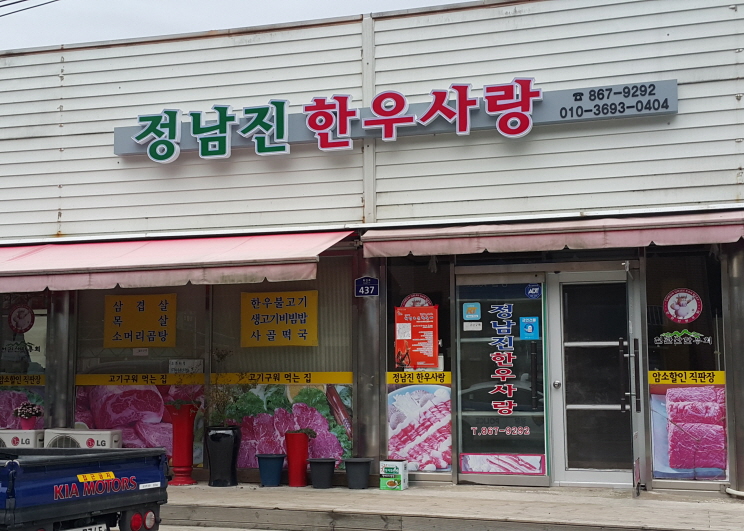 정남진 한우사랑
☎ 867-9292
010-3693-0404
437
삼겹살
목살
소머리곰탕
한우불고기
생고기비빔밥
사골떡국
고기구워 먹는 집
고기구워 먹는 집
정남진 한우사랑
암소할인 직판장
정남진한우사랑
T.867-9292
ADT
LG
LG
KIA MOTORS